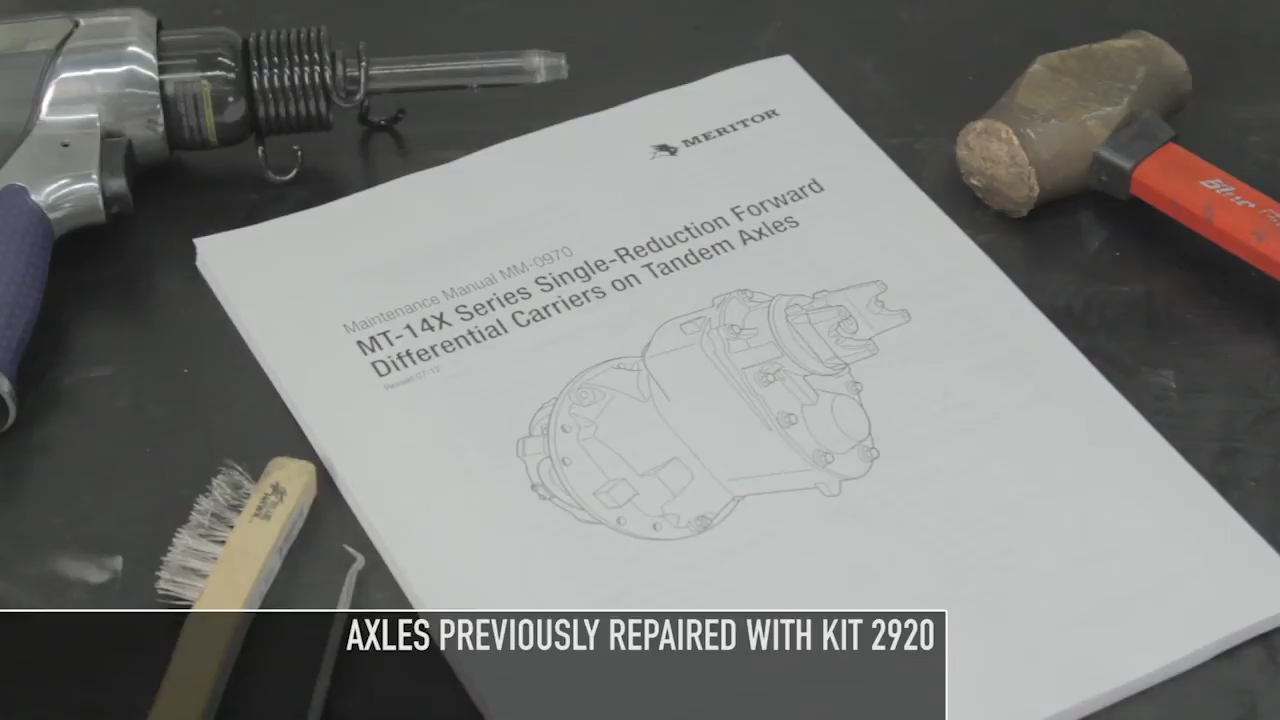 MERITOR
Maintenance Manual MM-0970
MT-14X Series Single-Reduction Forward
Differential Carriers on Tandem Axles
AXLES PREVIOUSLY REPAIRED WITH KIT 2920